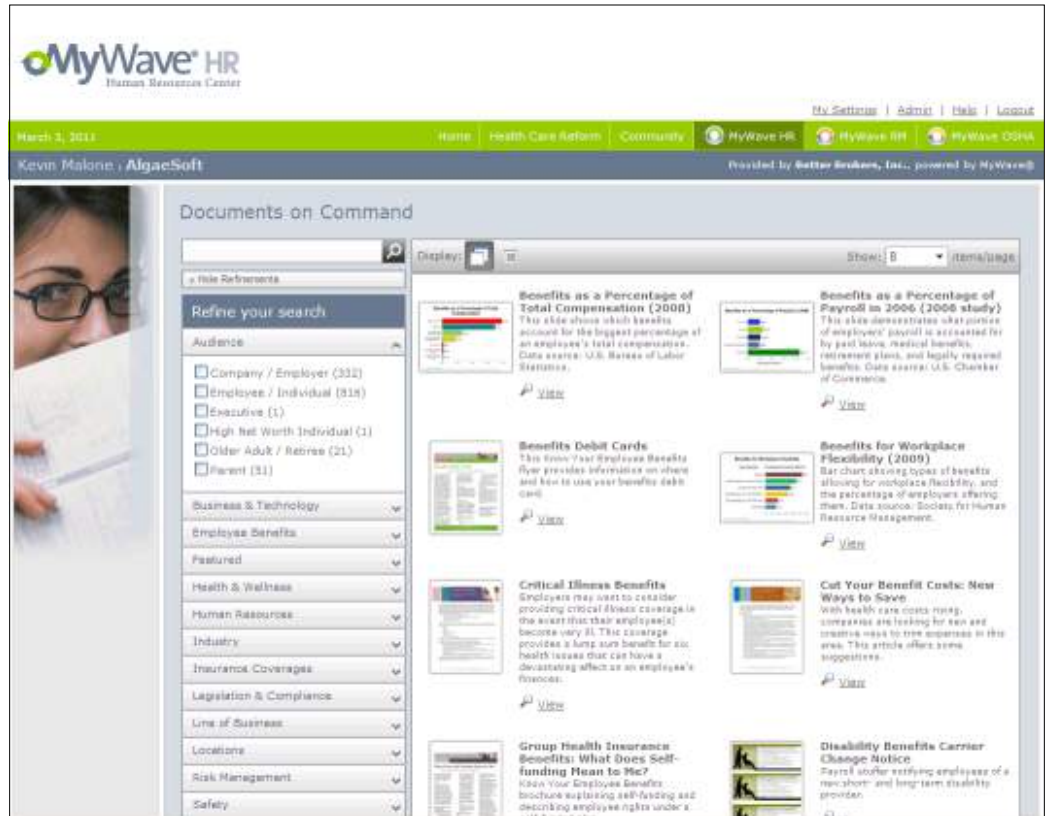 MyWave® HR
Human Resources Center
My Settings | Admin | Help | Logout
March 3, 2011
Home
Health Care Reform
Community
MyWave HR
MyWave RM
MyWave OSHA
Kevin Malone › AlgaeSoft
Provided by Better Brokers, Inc., powered by MyWave®
Documents on Command
Display:
Show: 8 items/page
« Hide Refinements
Refine your search
Audience
Company / Employer (332)
Employee / Individual (816)
Executive (1)
High Net Worth Individual (1)
Older Adult / Retiree (21)
Parent (51)
Business & Technology
Employee Benefits
Featured
Health & Wellness
Human Resources
Industry
Insurance Coverages
Legislation & Compliance
Line of Business
Locations
Risk Management
Safety
Benefits as a Percentage of
Total Compensation (2008)
This slide shows which benefits
account for the biggest percentage of
an employee's total compensation.
Data source: U.S. Bureau of Labor
Statistics.
View
Benefits as a Percentage of
Payroll in 2006 (2008 study)
This slide demonstrates what portion
of employers' payroll is accounted for
by paid leave, medical benefits,
retirement plans, and legally required
benefits. Data source: U.S. Chamber
of Commerce.
View
Benefits Debit Cards
This Know Your Employee Benefits
flyer provides information on where
and how to use your benefits debit
card.
View
Benefits for Workplace
Flexibility (2009)
Bar chart showing types of benefits
allowing for workplace flexibility, and
the percentage of employers offering
them. Data source: Society for Human
Resource Management.
View
Critical Illness Benefits
Employers may want to consider
providing critical illness coverage in
the event that their employee(s)
become very ill. This coverage
provides a lump sum benefit for six
health issues that can have a
devastating effect on an employee's
finances.
View
Cut Your Benefit Costs: New
Ways to Save
With health care costs rising,
companies are looking for new and
creative ways to trim expenses in this
area. This article offers some
suggestions.
View
Group Health Insurance
Benefits: What Does Self-
funding Mean to Me?
Know Your Employee Benefits
brochure explaining self-funding and
describing employee rights under a
Disability Benefits Carrier
Change Notice
Payroll stuffer notifying employees of a
new short- and long-term disability
provider.